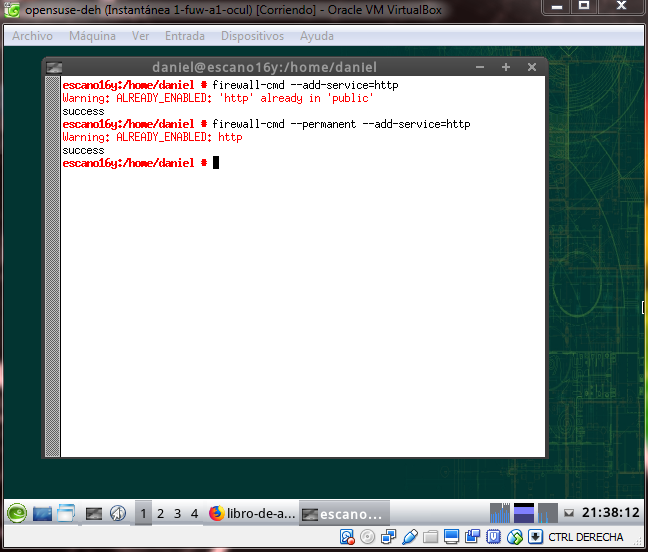 opensuse-deh (Instantánea 1-fuw-a1-ocul) [Corriendo] - Oracle VM VirtualBox
Archivo Máquina Ver Entrada Dispositivos Ayuda
daniel@escano16y:/home/daniel
escano16y:/home/daniel # firewall-cmd --add-service=http
Warning: ALREADY_ENABLED: 'http' already in 'public'
success
escano16y:/home/daniel # firewall-cmd --permanent --add-service=http
Warning: ALREADY_ENABLED: http
success
escano16y:/home/daniel #
1 2 3 4 libro-de-a... escano... 21:38:12
CTRL DERECHA